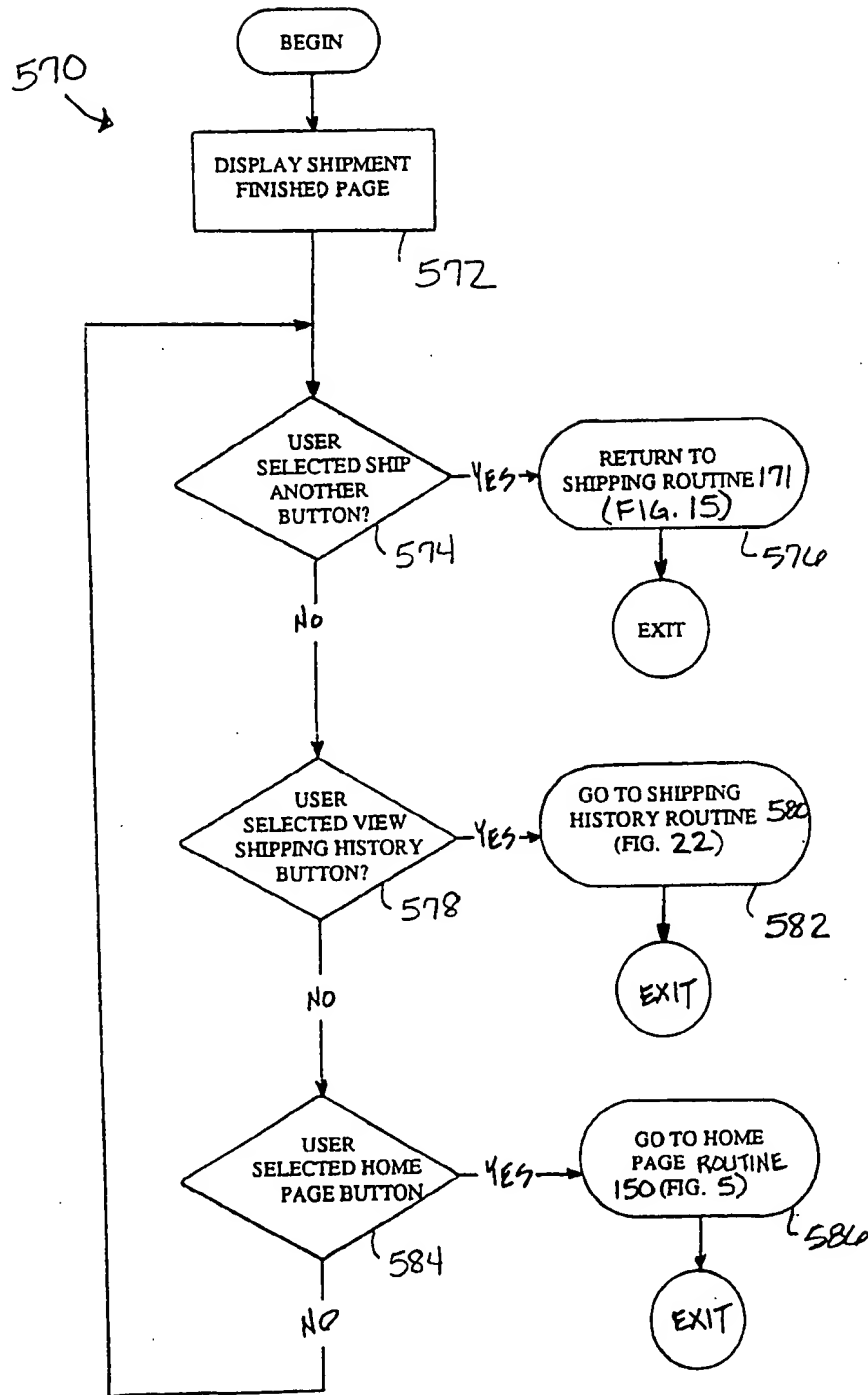 BEGIN
570
DISPLAY SHIPMENT
FINISHED PAGE
572
USER
SELECTED SHIP
ANOTHER
BUTTON?
574
YES
RETURN TO
SHIPPING ROUTINE 171
(FIG. 15)
576
EXIT
NO
USER
SELECTED VIEW
SHIPPING HISTORY
BUTTON?
578
YES
GO TO SHIPPING
HISTORY ROUTINE 580
(FIG. 22)
582
EXIT
NO
USER
SELECTED HOME
PAGE BUTTON
584
YES
GO TO HOME
PAGE ROUTINE
150 (FIG. 5)
586
EXIT
NO